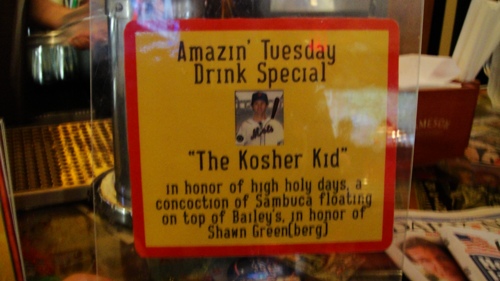 Amazin' Tuesday
Drink Special
Mets
"The Kosher Kid"
in honor of high holy days, a
concoction of Sambuca floating
on top of Bailey's, in honor of
Shawn Green(berg)